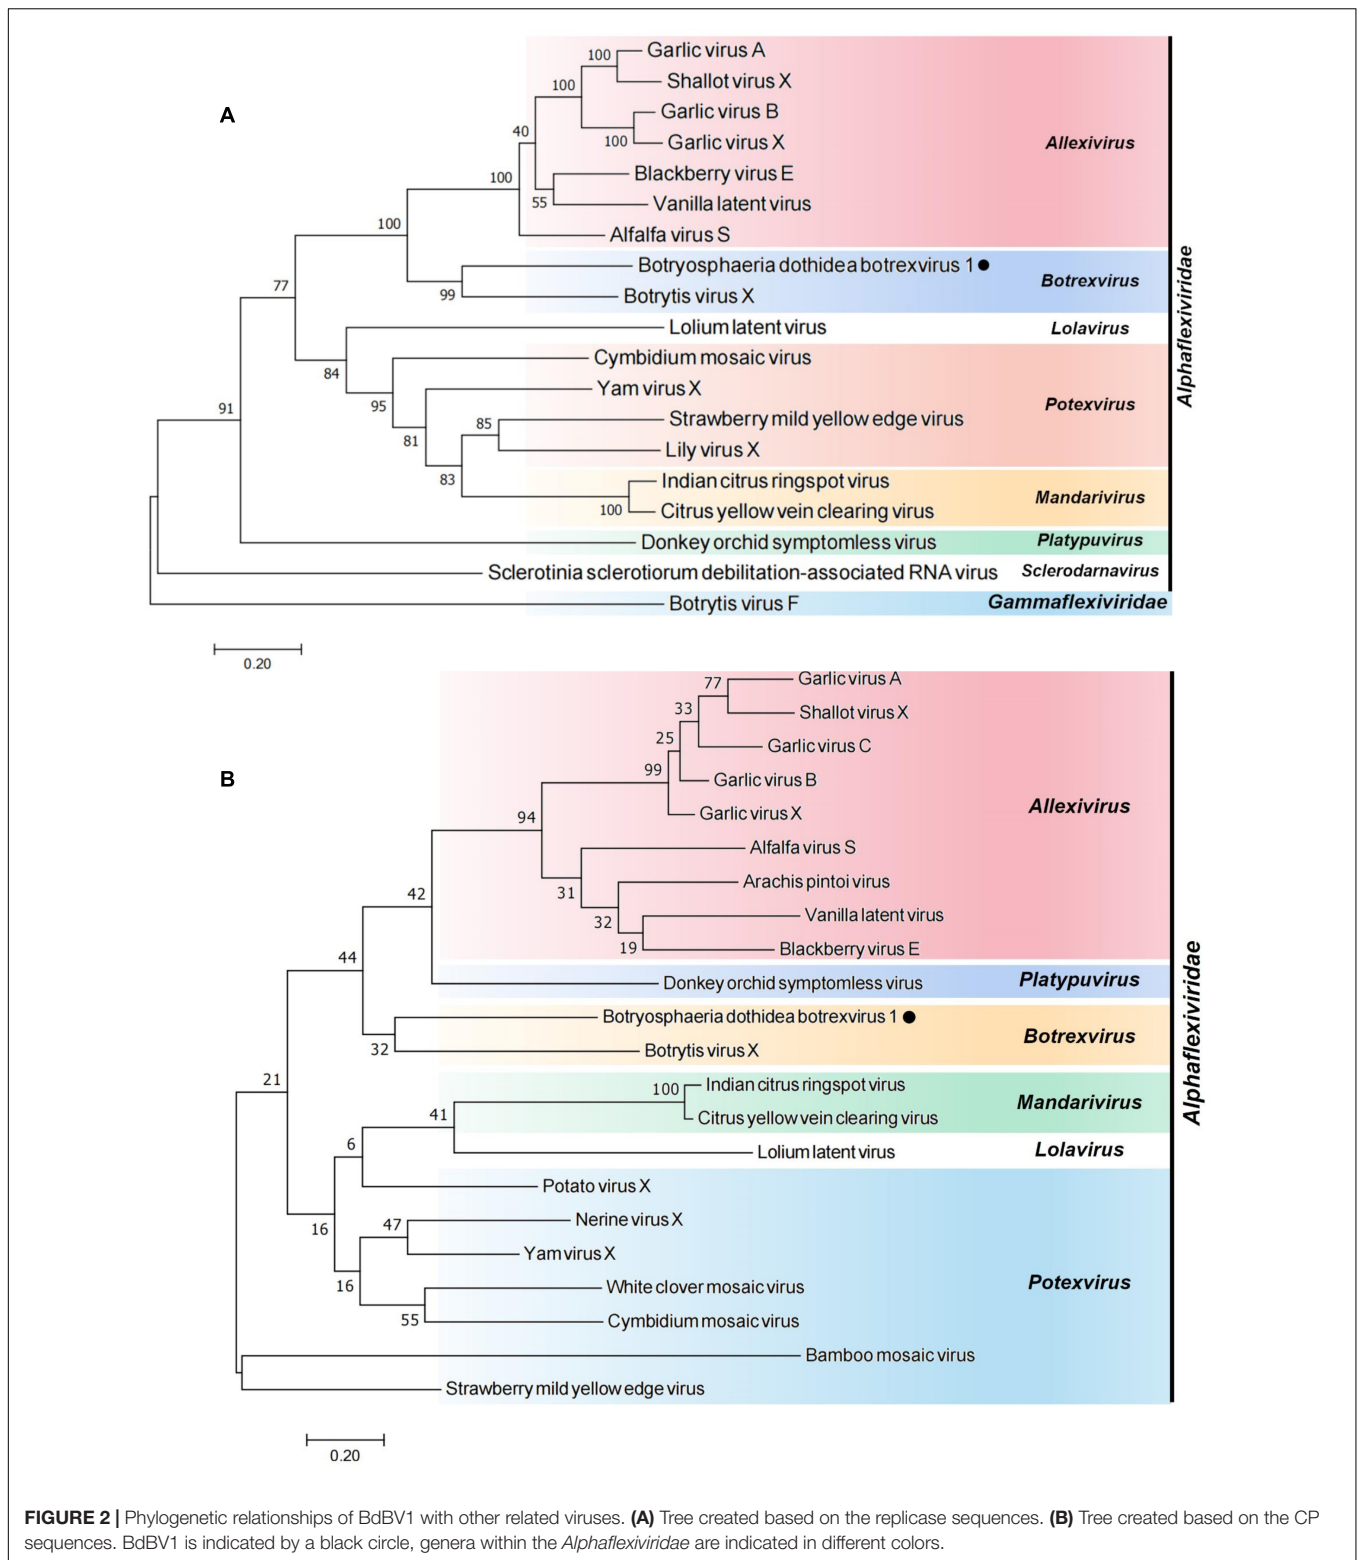 A
100
Garlic virus A
Shallot virus X
100
Garlic virus B
100
Garlic virus X
40
Blackberry virus E
55
Vanilla latent virus
100
Alfalfa virus S
Allexivirus
100
Botryosphaeria dothidea botrexvirus 1
99
Botrytis virus X
Botrexvirus
77
Lolium latent virus
Lolavirus
84
Cymbidium mosaic virus
95
Yam virus X
81
85
Strawberry mild yellow edge virus
Lily virus X
Potexvirus
83
Indian citrus ringspot virus
100
Citrus yellow vein clearing virus
Mandarivirus
91
Donkey orchid symptomless virus
Platypuvirus
Sclerotinia sclerotiorum debilitation-associated RNA virus
Sclerodarnavirus
Botrytis virus F
Gammaflexiviridae
Alphaflexiviridae
0.20
B
77
Garlic virus A
Shallot virus X
33
Garlic virus C
25
Garlic virus B
99
Garlic virus X
94
Alfalfa virus S
31
Arachis pintoi virus
32
Vanilla latent virus
19
Blackberry virus E
Allexivirus
42
Donkey orchid symptomless virus
Platypuvirus
44
Botryosphaeria dothidea botrexvirus 1
32
Botrytis virus X
Botrexvirus
21
100
Indian citrus ringspot virus
Citrus yellow vein clearing virus
Mandarivirus
41
Lolium latent virus
Lolavirus
6
Potato virus X
16
47
Nerine virus X
Yam virus X
16
White clover mosaic virus
55
Cymbidium mosaic virus
Potexvirus
Bamboo mosaic virus
Strawberry mild yellow edge virus
Alphaflexiviridae
0.20
FIGURE 2 | Phylogenetic relationships of BdBV1 with other related viruses. (A) Tree created based on the replicase sequences. (B) Tree created based on the CP
sequences. BdBV1 is indicated by a black circle, genera within the Alphaflexiviridae are indicated in different colors.